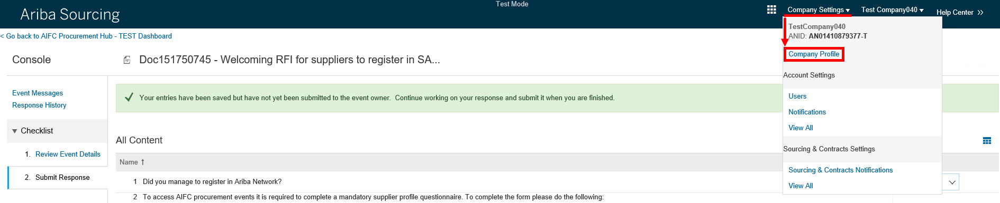 Test Mode
Ariba Sourcing
Company Settings
Test Company040
Help Center >>
TestCompany040
ANID: AN01410879377-T
Company Profile
Account Settings
Users
Notifications
View All
Sourcing & Contracts Settings
Sourcing & Contracts Notifications
View All
< Go back to AIFC Procurement Hub - TEST Dashboard
Console
RFI
Doc151750745 - Welcoming RFI for suppliers to register in SA...
Event Messages
Response History
Checklist
1. Review Event Details
2. Submit Response
Your entries have been saved but have not yet been submitted to the event owner. Continue working on your response and submit it when you are finished.
All Content
Name ↑
1 Did you manage to register in Ariba Network?
2 To access AIFC procurement events it is required to complete a mandatory supplier profile questionnaire. To complete the form please do the following: